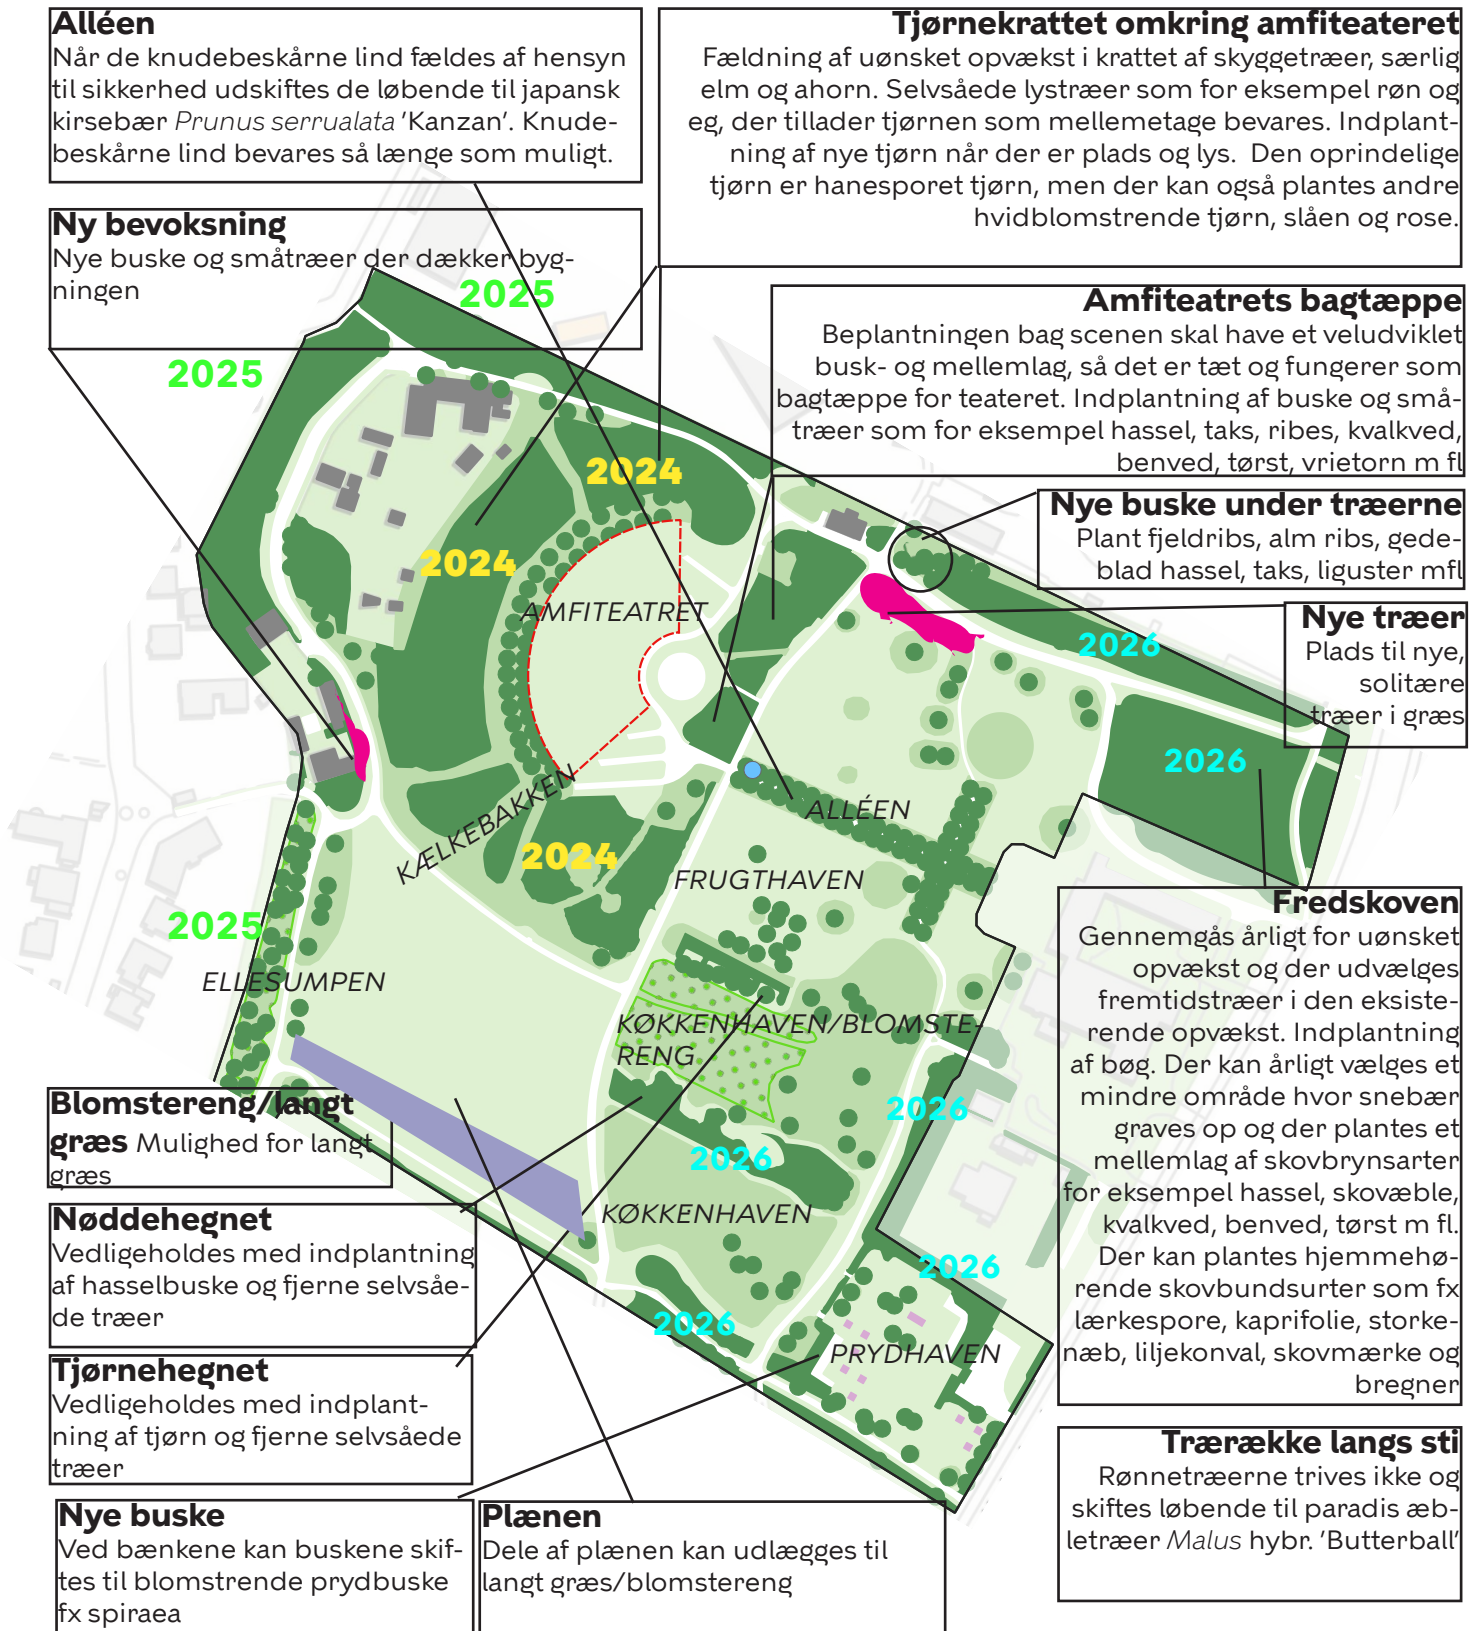 Alléen
Når de knudebeskårne lind fældes af hensyn
til sikkerhed udskiftes de løbende til japansk
kirsebær Prunus serrualata 'Kanzan'. Knude-
beskårne lind bevares så længe som muligt.
Tjørnekrattet omkring amfiteateret
Fældning af uønsket opvækst i krattet af skyggetræer, særlig
elm og ahorn. Selvsåede lystræer som for eksempel røn og
eg, der tillader tjørnen som mellemetage bevares. Indplant-
ning af nye tjørn når der er plads og lys. Den oprindelige
tjørn er hanesporet tjørn, men der kan også plantes andre
hvidblomstrende tjørn, slåen og rose.
Ny bevoksning
Nye buske og småtræer der dækker byg-
ningen
Amfiteatrets bagtæppe
Beplantningen bag scenen skal have et veludviklet
busk- og mellemlag, så det er tæt og fungerer som
bagtæppe for teateret. Indplantning af buske og små-
træer som for eksempel hassel, taks, ribes, kvalkved,
benved, tørst, vrietorn m fl
Nye buske under træerne
Plant fjeldribs, alm ribs, gede-
blad hassel, taks, liguster mfl
Nye træer
Plads til nye,
solitære
træer i græs
2025
2025
2024
2024
AMFITEATRET
2026
2026
KÆLKEBAKKEN
ALLÉEN
2024
FRUGTHAVEN
2025
ELLESUMPEN
KØKKENHAVEN/BLOMSTE-
RENG
2026
2026
KØKKENHAVEN
2026
2026
PRYDHAVEN
Fredskoven
Gennemgås årligt for uønsket
opvækst og der udvælges
fremtidstræer i den eksiste-
rende opvækst. Indplantning
af bøg. Der kan årligt vælges et
mindre område hvor snebær
graves op og der plantes et
mellemlag af skovbrynsarter
for eksempel hassel, skovæble,
kvalkved, benved, tørst m fl.
Der kan plantes hjemmehø-
rende skovbundsurter som fx
lærkespore, kaprifolie, storke-
næb, liljekonval, skovmærke og
bregner
Blomstereng/langt
græs Mulighed for langt
græs
Nøddehegnet
Vedligeholdes med indplantning
af hasselbuske og fjerne selvsåe-
de træer
Tjørnehegnet
Vedligeholdes med indplant-
ning af tjørn og fjerne selvsåede
træer
Nye buske
Ved bænkene kan buskene skif-
tes til blomstrende prydbuske
fx spiraea
Plænen
Dele af plænen kan udlægges til
langt græs/blomstereng
Trærække langs sti
Rønnetræerne trives ikke og
skiftes løbende til paradis æb-
letræer Malus hybr. 'Butterball'